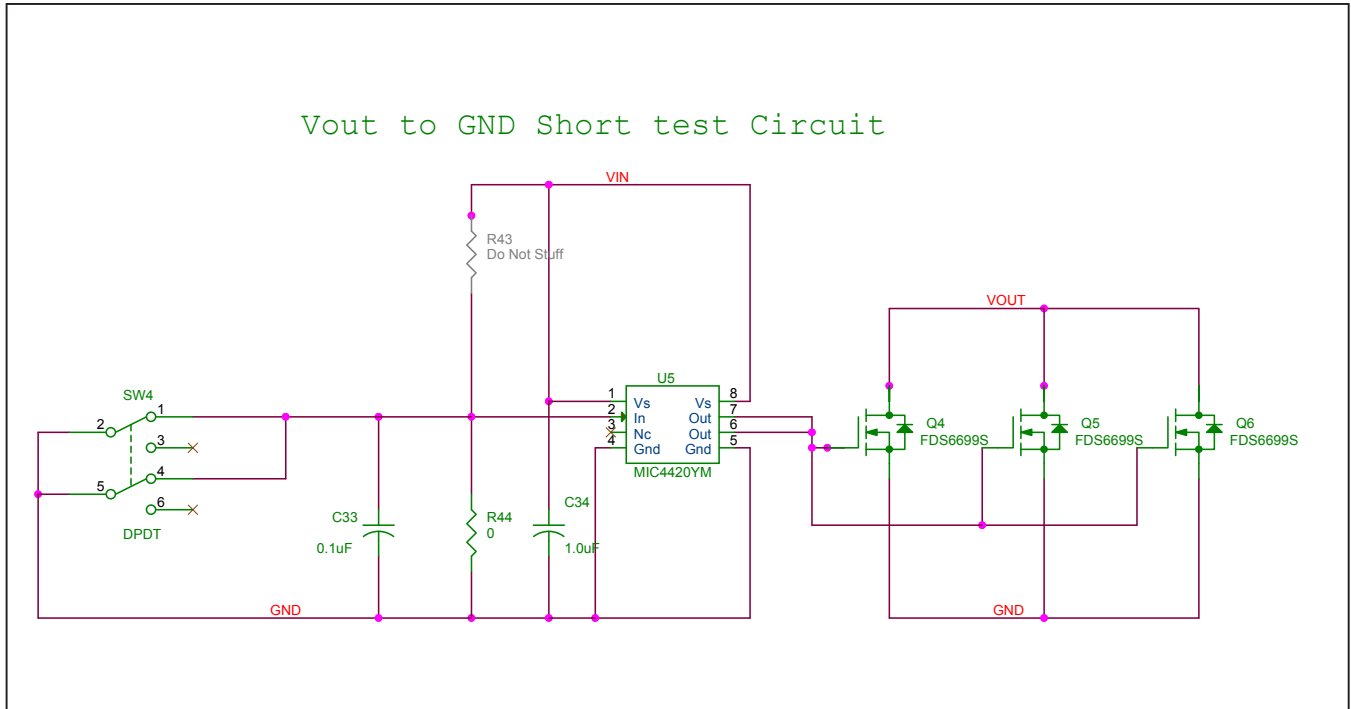 Vout to GND Short test Circuit
VIN
R43
Do Not Stuff
VOUT
SW4
1
2
3
4
5
6
DPDT
U5
1
Vs
Vs
8
2
In
Out
7
3
Nc
Out
6
4
Gnd
Gnd
5
MIC4420YM
Q4
FDS6699S
Q5
FDS6699S
Q6
FDS6699S
C33
0.1uF
R44
0
C34
1.0uF
GND
GND